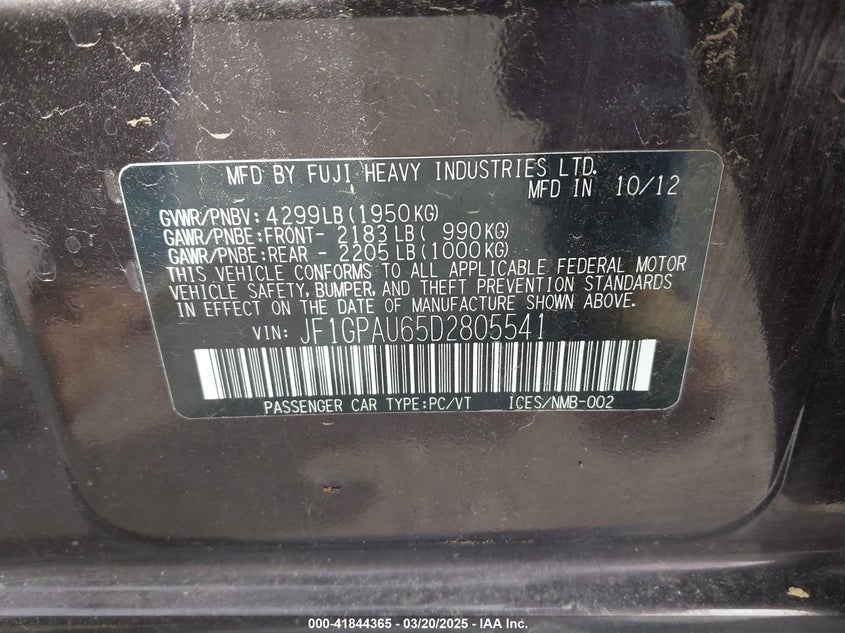 MFD BY FUJI HEAVY INDUSTRIES LTD.
MFD IN 10/12
GVWR/PNBV: 4299LB(1950KG)
GAWR/PNBE:FRONT- 2183LB( 990KG)
GAWR/PNBE:REAR - 2205LB(1000KG)
THIS VEHICLE CONFORMS TO ALL APPLICABLE FEDERAL MOTOR
VEHICLE SAFETY, BUMPER, AND THEFT PREVENTION STANDARDS
IN EFFECT ON THE DATE OF MANUFACTURE SHOWN ABOVE.
VIN: JF1GPAU65D2805541
PASSENGER CAR TYPE:PC/VT ICES/NMB-002
000-41844365 - 03/20/2025 - IAA Inc.